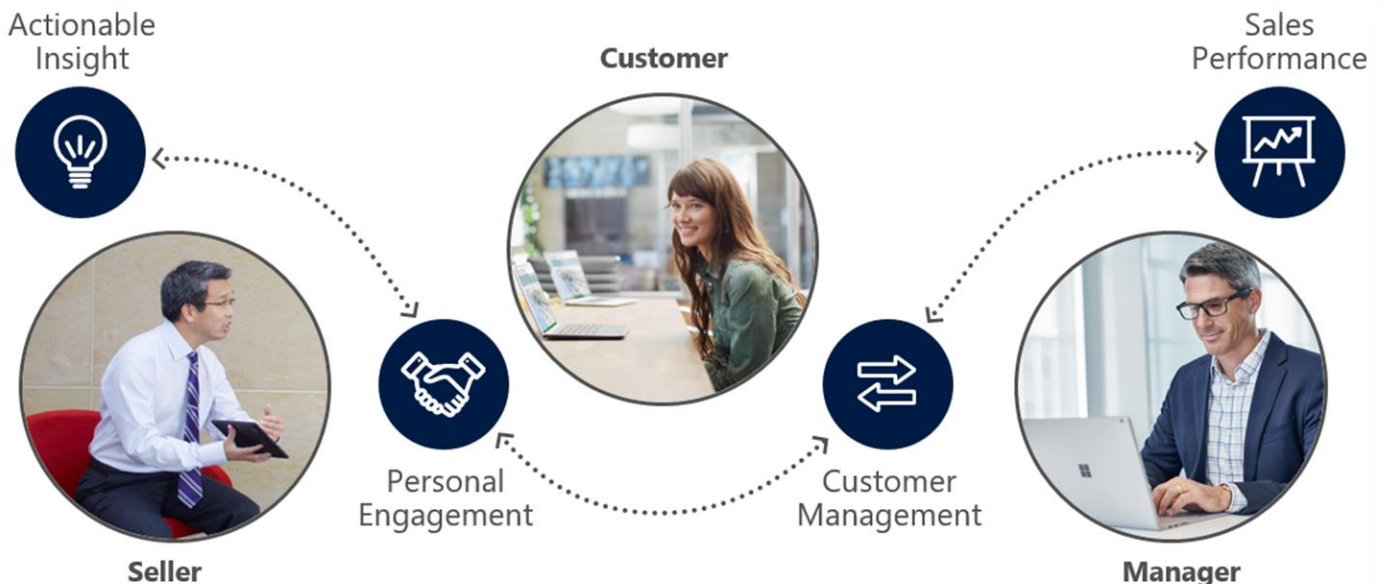 Actionable
Insight
Customer
Sales
Performance
Personal
Engagement
Customer
Management
Seller
Manager